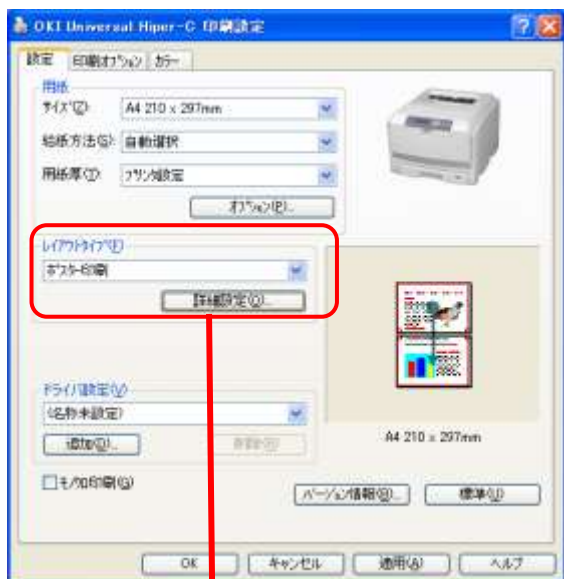 OKI Universal Hiper-C 印刷設定
設定 印刷ｵﾌﾟｼｮﾝ ｶﾗｰ
用紙
ｻｲｽﾞ(Z): A4 210 x 297mm
給紙方法(S): 自動選択
用紙厚(T): ﾌﾟﾘﾝﾀ設定
ｵﾌﾟｼｮﾝ(P)...
ﾚｲｱｳﾄﾀｲﾌﾟ(E)
ﾎﾟｽﾀｰ印刷
詳細設定(O)...
ﾄﾞﾗｲﾊﾞ設定(V)
(名称未設定)
追加(D)... 削除(R)
A4 210 x 297mm
ﾓﾉｸﾛ印刷(G)
バージョン情報(B)... 標準(U)
OK キャンセル 適用(A) ヘルプ